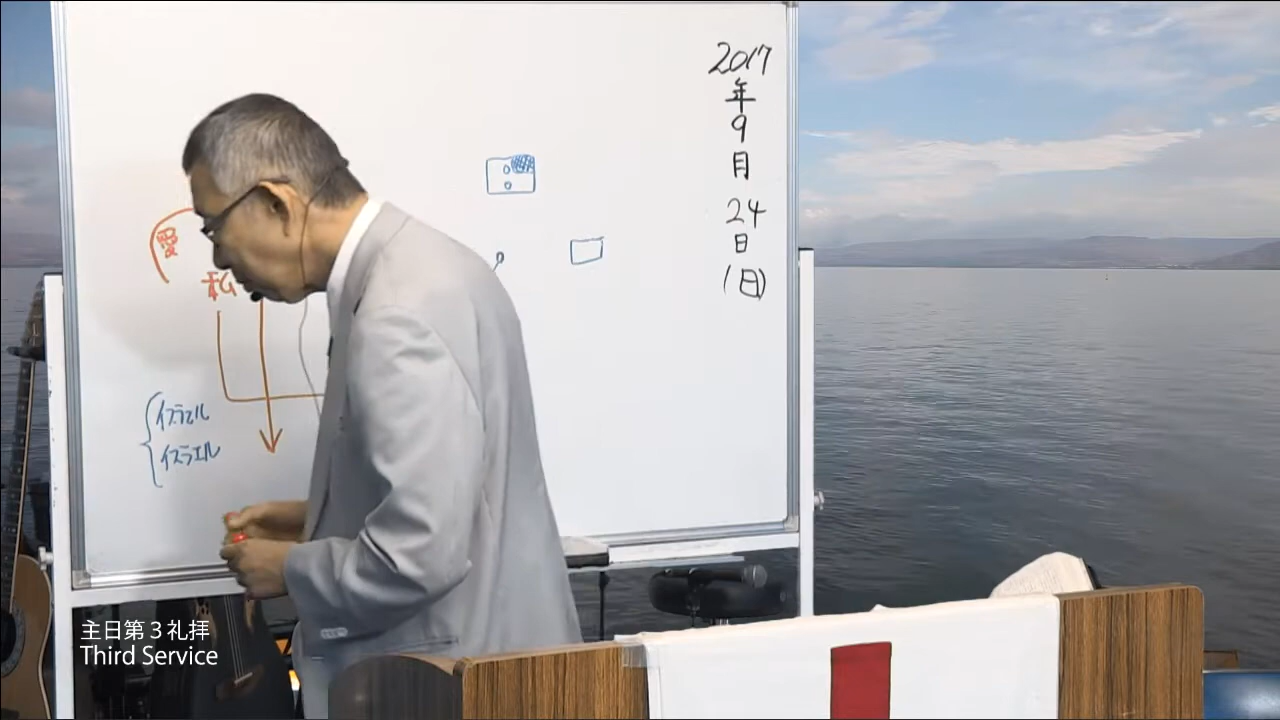 2017
年
9
月
24
日
(日)
愛
私
イスラエル
イスラエル
主日第3礼拝
Third Service